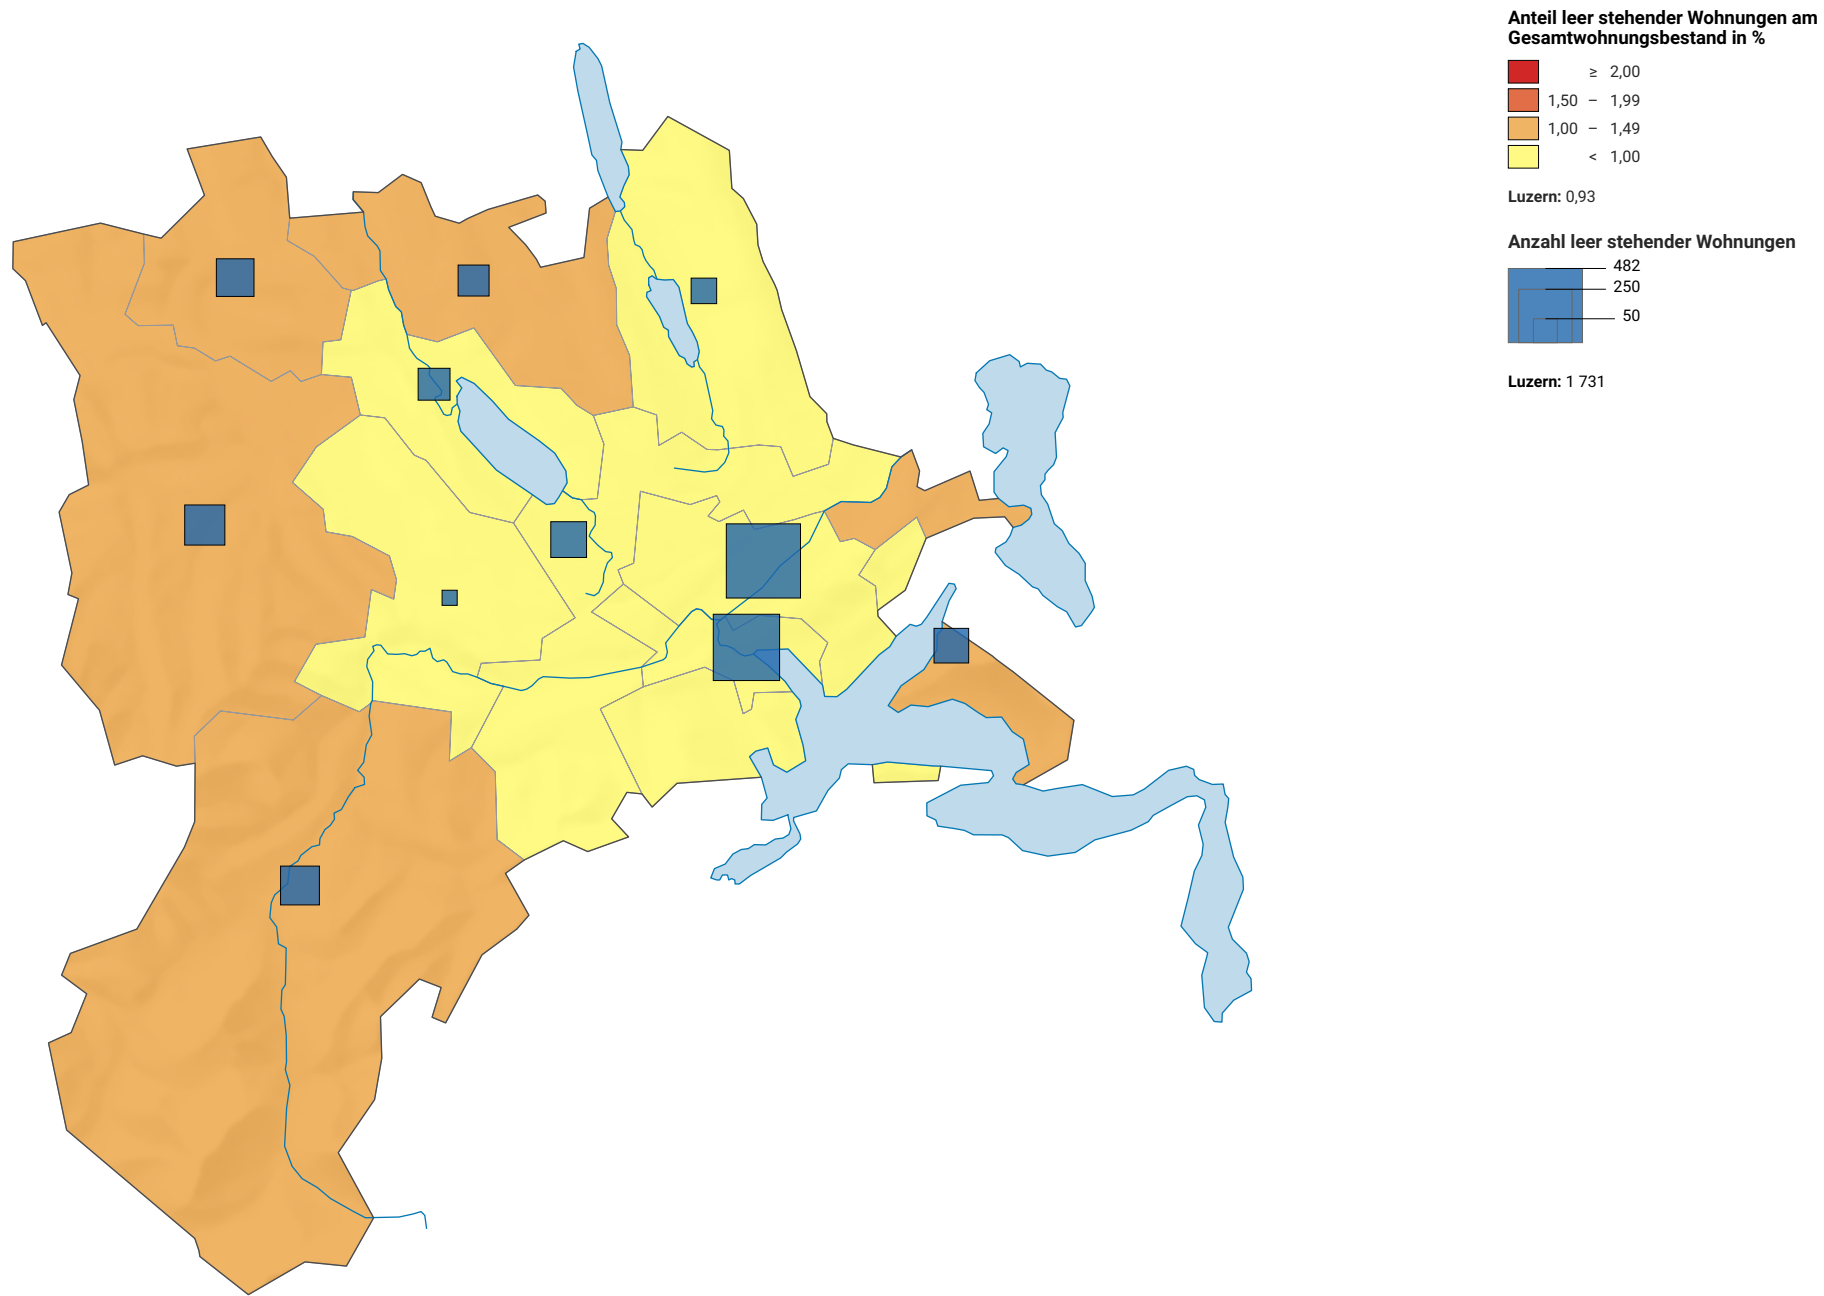 Anteil leer stehender Wohnungen am
Gesamtwohnungsbestand in %
≥ 2,00
1,50 – 1,99
1,00 – 1,49
< 1,00
Luzern: 0,93
Anzahl leer stehender Wohnungen
482
250
50
Luzern: 1 731